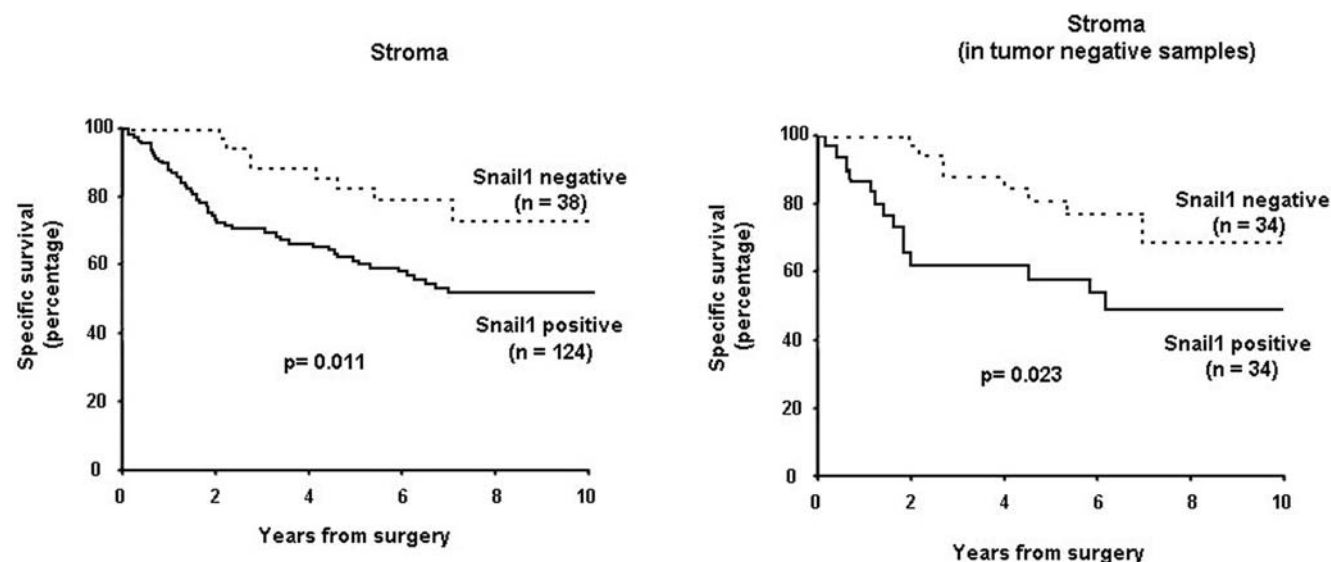 Stroma
Specific survival
(percentage)
100
80
60
40
20
0
0 2 4 6 8 10
Years from surgery
Snail1 negative
(n = 38)
Snail1 positive
(n = 124)
p= 0.011
Stroma
(in tumor negative samples)
Specific survival
(percentage)
100
80
60
40
20
0
0 2 4 6 8 10
Years from surgery
Snail1 negative
(n = 34)
Snail1 positive
(n = 34)
p= 0.023